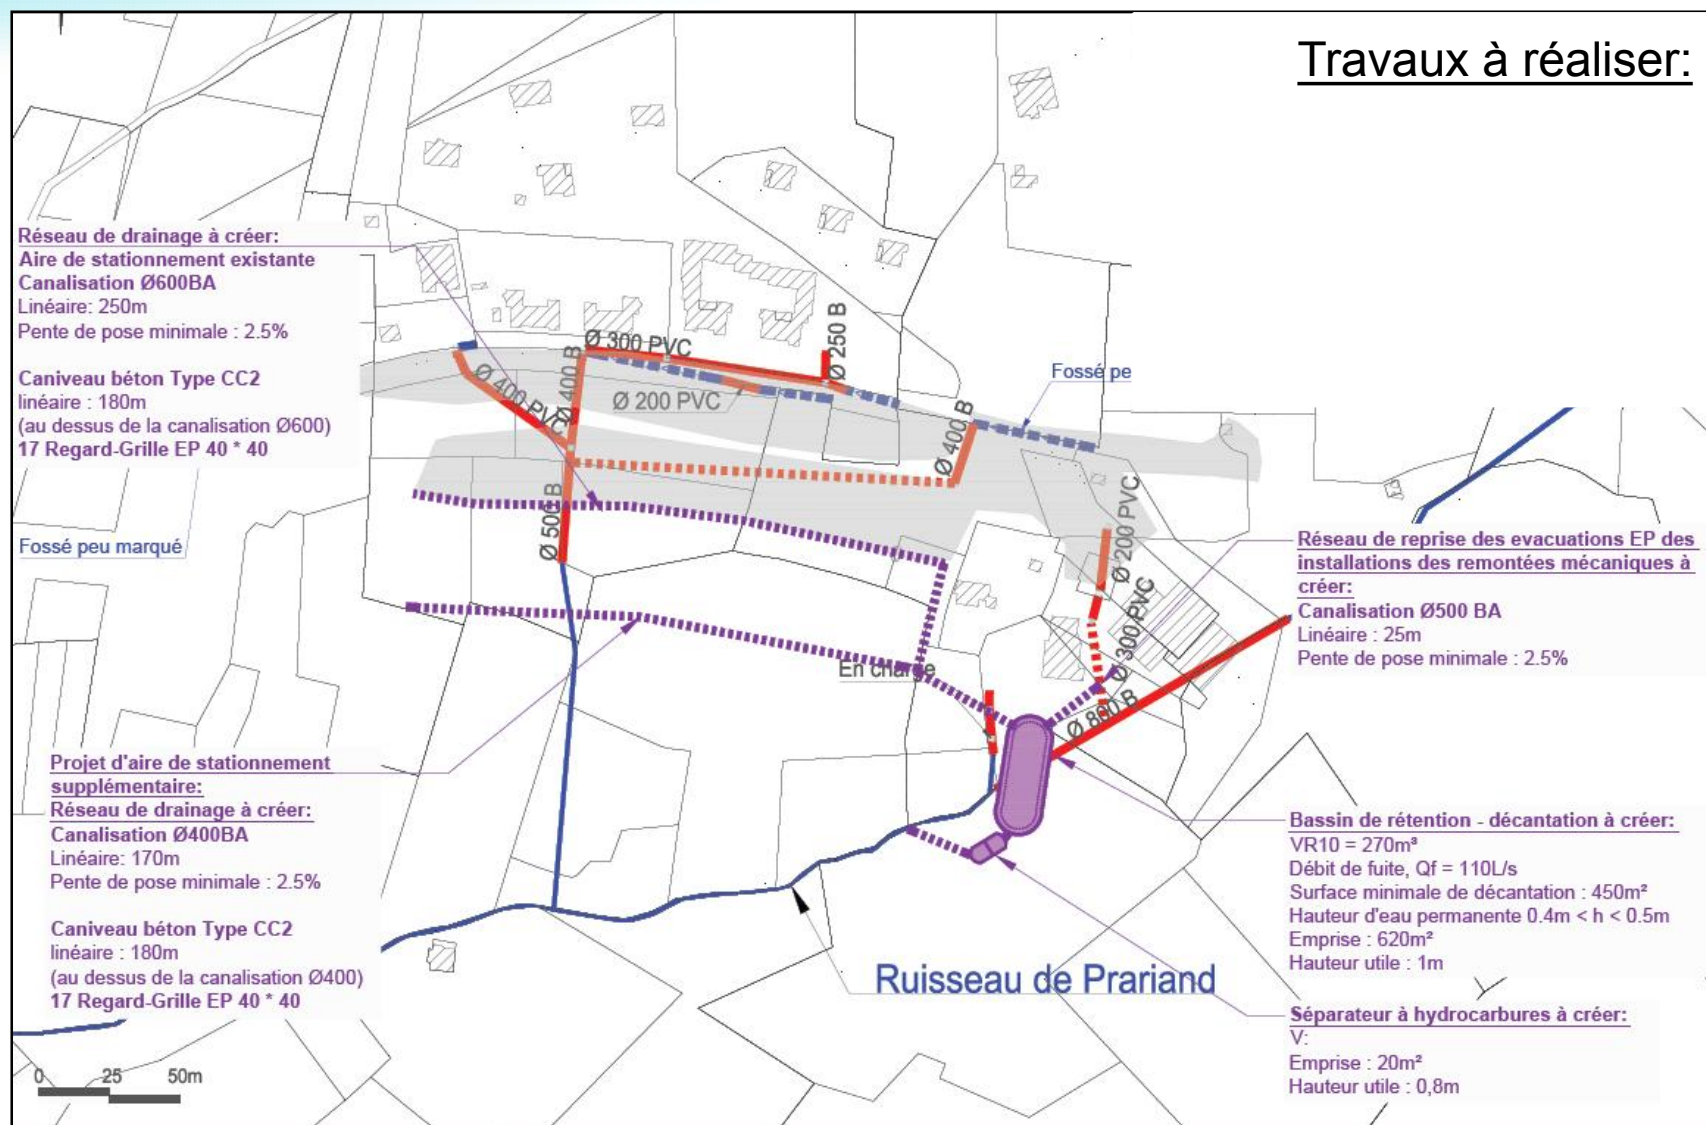 Travaux à réaliser:
Réseau de drainage à créer:
Aire de stationnement existante
Canalisation Ø600BA
Linéaire: 250m
Pente de pose minimale : 2.5%
Caniveau béton Type CC2
linéaire : 180m
(au dessus de la canalisation Ø600)
17 Regard-Grille EP 40 * 40
Fossé peu marqué
Ø 300 PVC
Ø 250 B
Ø 400 B
Ø 400 PVC
Ø 200 PVC
Fossé pe
Ø 400 B
Ø 500 B
Ø 200 PVC
Ø 300 PVC
Ø 800 B
En charge
Réseau de reprise des evacuations EP des
installations des remontées mécaniques à
créer:
Canalisation Ø500 BA
Linéaire : 25m
Pente de pose minimale : 2.5%
Projet d'aire de stationnement
supplémentaire:
Réseau de drainage à créer:
Canalisation Ø400BA
Linéaire: 170m
Pente de pose minimale : 2.5%
Caniveau béton Type CC2
linéaire : 180m
(au dessus de la canalisation Ø400)
17 Regard-Grille EP 40 * 40
Bassin de rétention - décantation à créer:
VR10 = 270m³
Débit de fuite, Qf = 110L/s
Surface minimale de décantation : 450m²
Hauteur d'eau permanente 0.4m < h < 0.5m
Emprise : 620m²
Hauteur utile : 1m
Ruisseau de Prariand
Séparateur à hydrocarbures à créer:
V:
Emprise : 20m²
Hauteur utile : 0,8m
0 25 50m